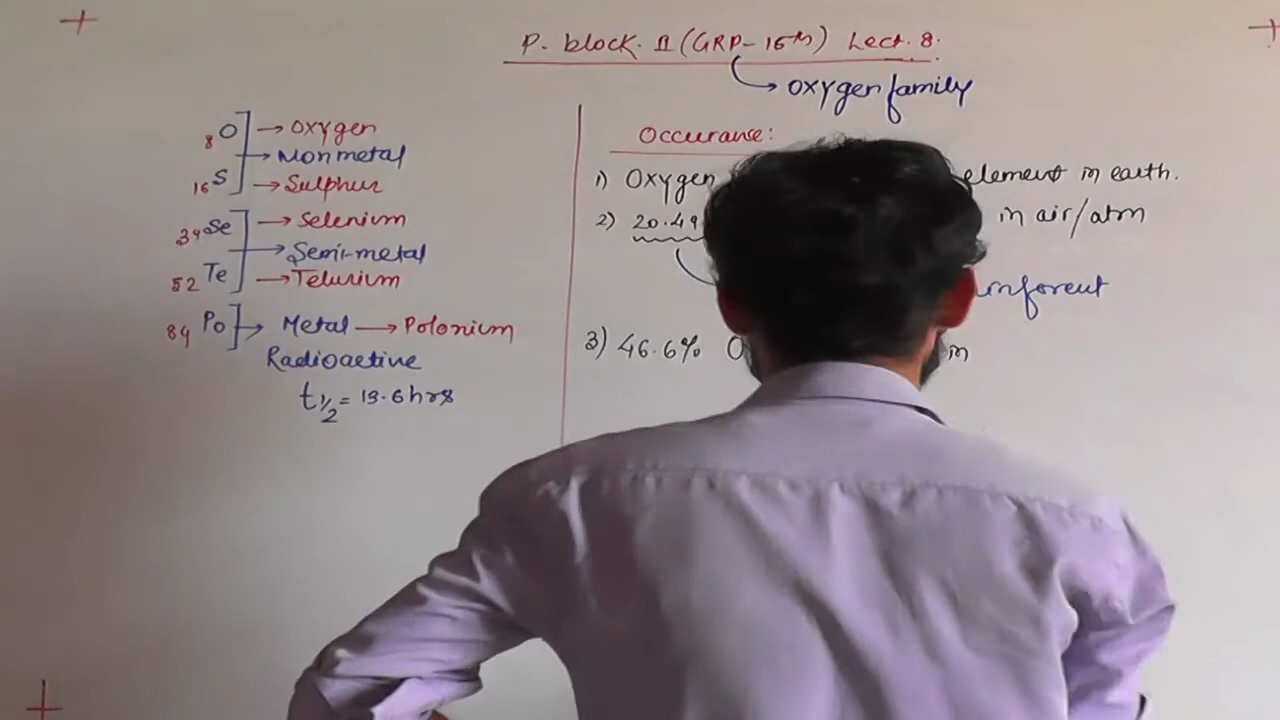 P. block. II (GRP-16th) Lect. 8.
oxygen family
8O → Oxygen
→ Nonmetal
16S → Sulphur
34Se → Selenium
→ Semi-metal
52Te → Telurium
84Po → Metal → Polonium
Radioactive
t1/2 = 13.6 hrs
Occurance:
1) Oxygen element in earth.
2) 20.49 in air/atm
3) 46.6% O